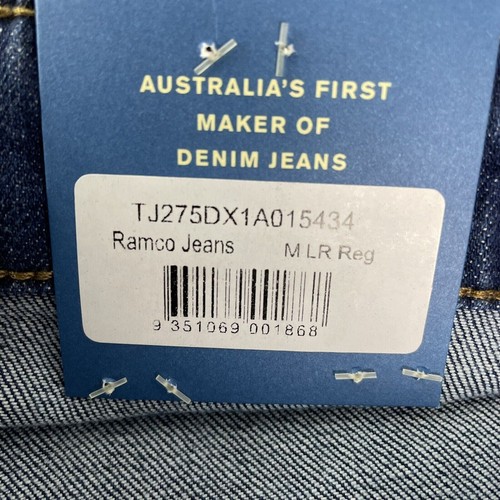 AUSTRALIA'S FIRST
MAKER OF
DENIM JEANS
TJ275DX1A015434
Ramco Jeans M LR Reg
9 351069 001868